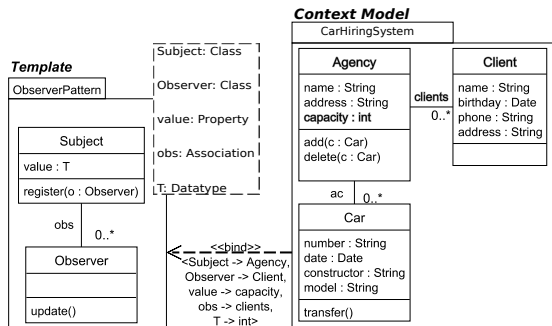 Template
ObserverPattern
Subject
value : T
register(o : Observer)
obs
0..*
Observer
update()
Subject: Class
Observer: Class
value: Property
obs: Association
T: Datatype
<<bind>>
<Subject -> Agency,
Observer -> Client,
value -> capacity,
obs -> clients,
T -> int>
Context Model
CarHiringSystem
Agency
name : String
address : String
capacity : int
add(c : Car)
delete(c : Car)
clients
0..*
Client
name : String
birthday : Date
phone : String
address : String
ac
0..*
Car
number : String
date : Date
constructor : String
model : String
transfer()